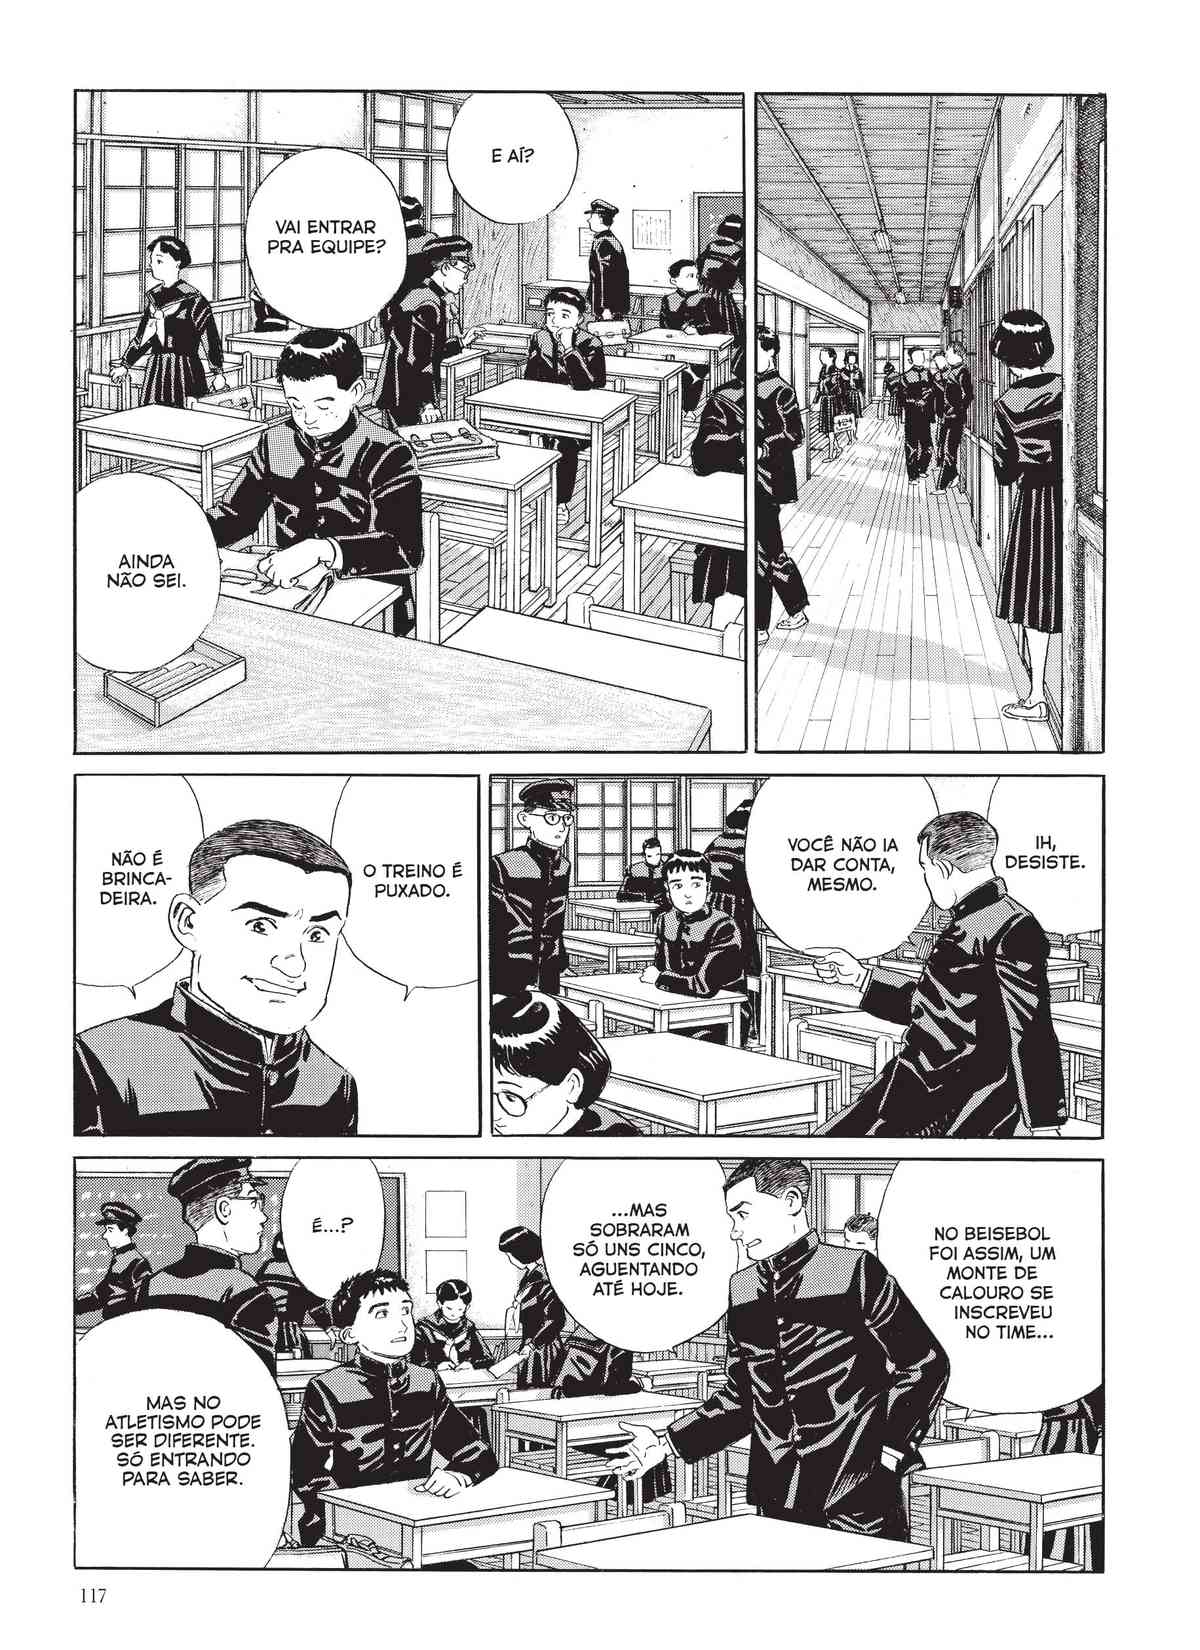 E AÍ?
VAI ENTRAR
PRA EQUIPE?
AINDA
NÃO SEI.
IH,
DESISTE.
VOCÊ NÃO IA
DAR CONTA,
MESMO.
O TREINO É
PUXADO.
NÃO É
BRINCA-
DEIRA.
NO BEISEBOL
FOI ASSIM, UM
MONTE DE
CALOURO SE
INSCREVEU
NO TIME...
...MAS
SOBRARAM
SÓ UNS CINCO,
AGUENTANDO
ATÉ HOJE.
É...?
MAS NO
ATLETISMO PODE
SER DIFERENTE.
SÓ ENTRANDO
PARA SABER.
117